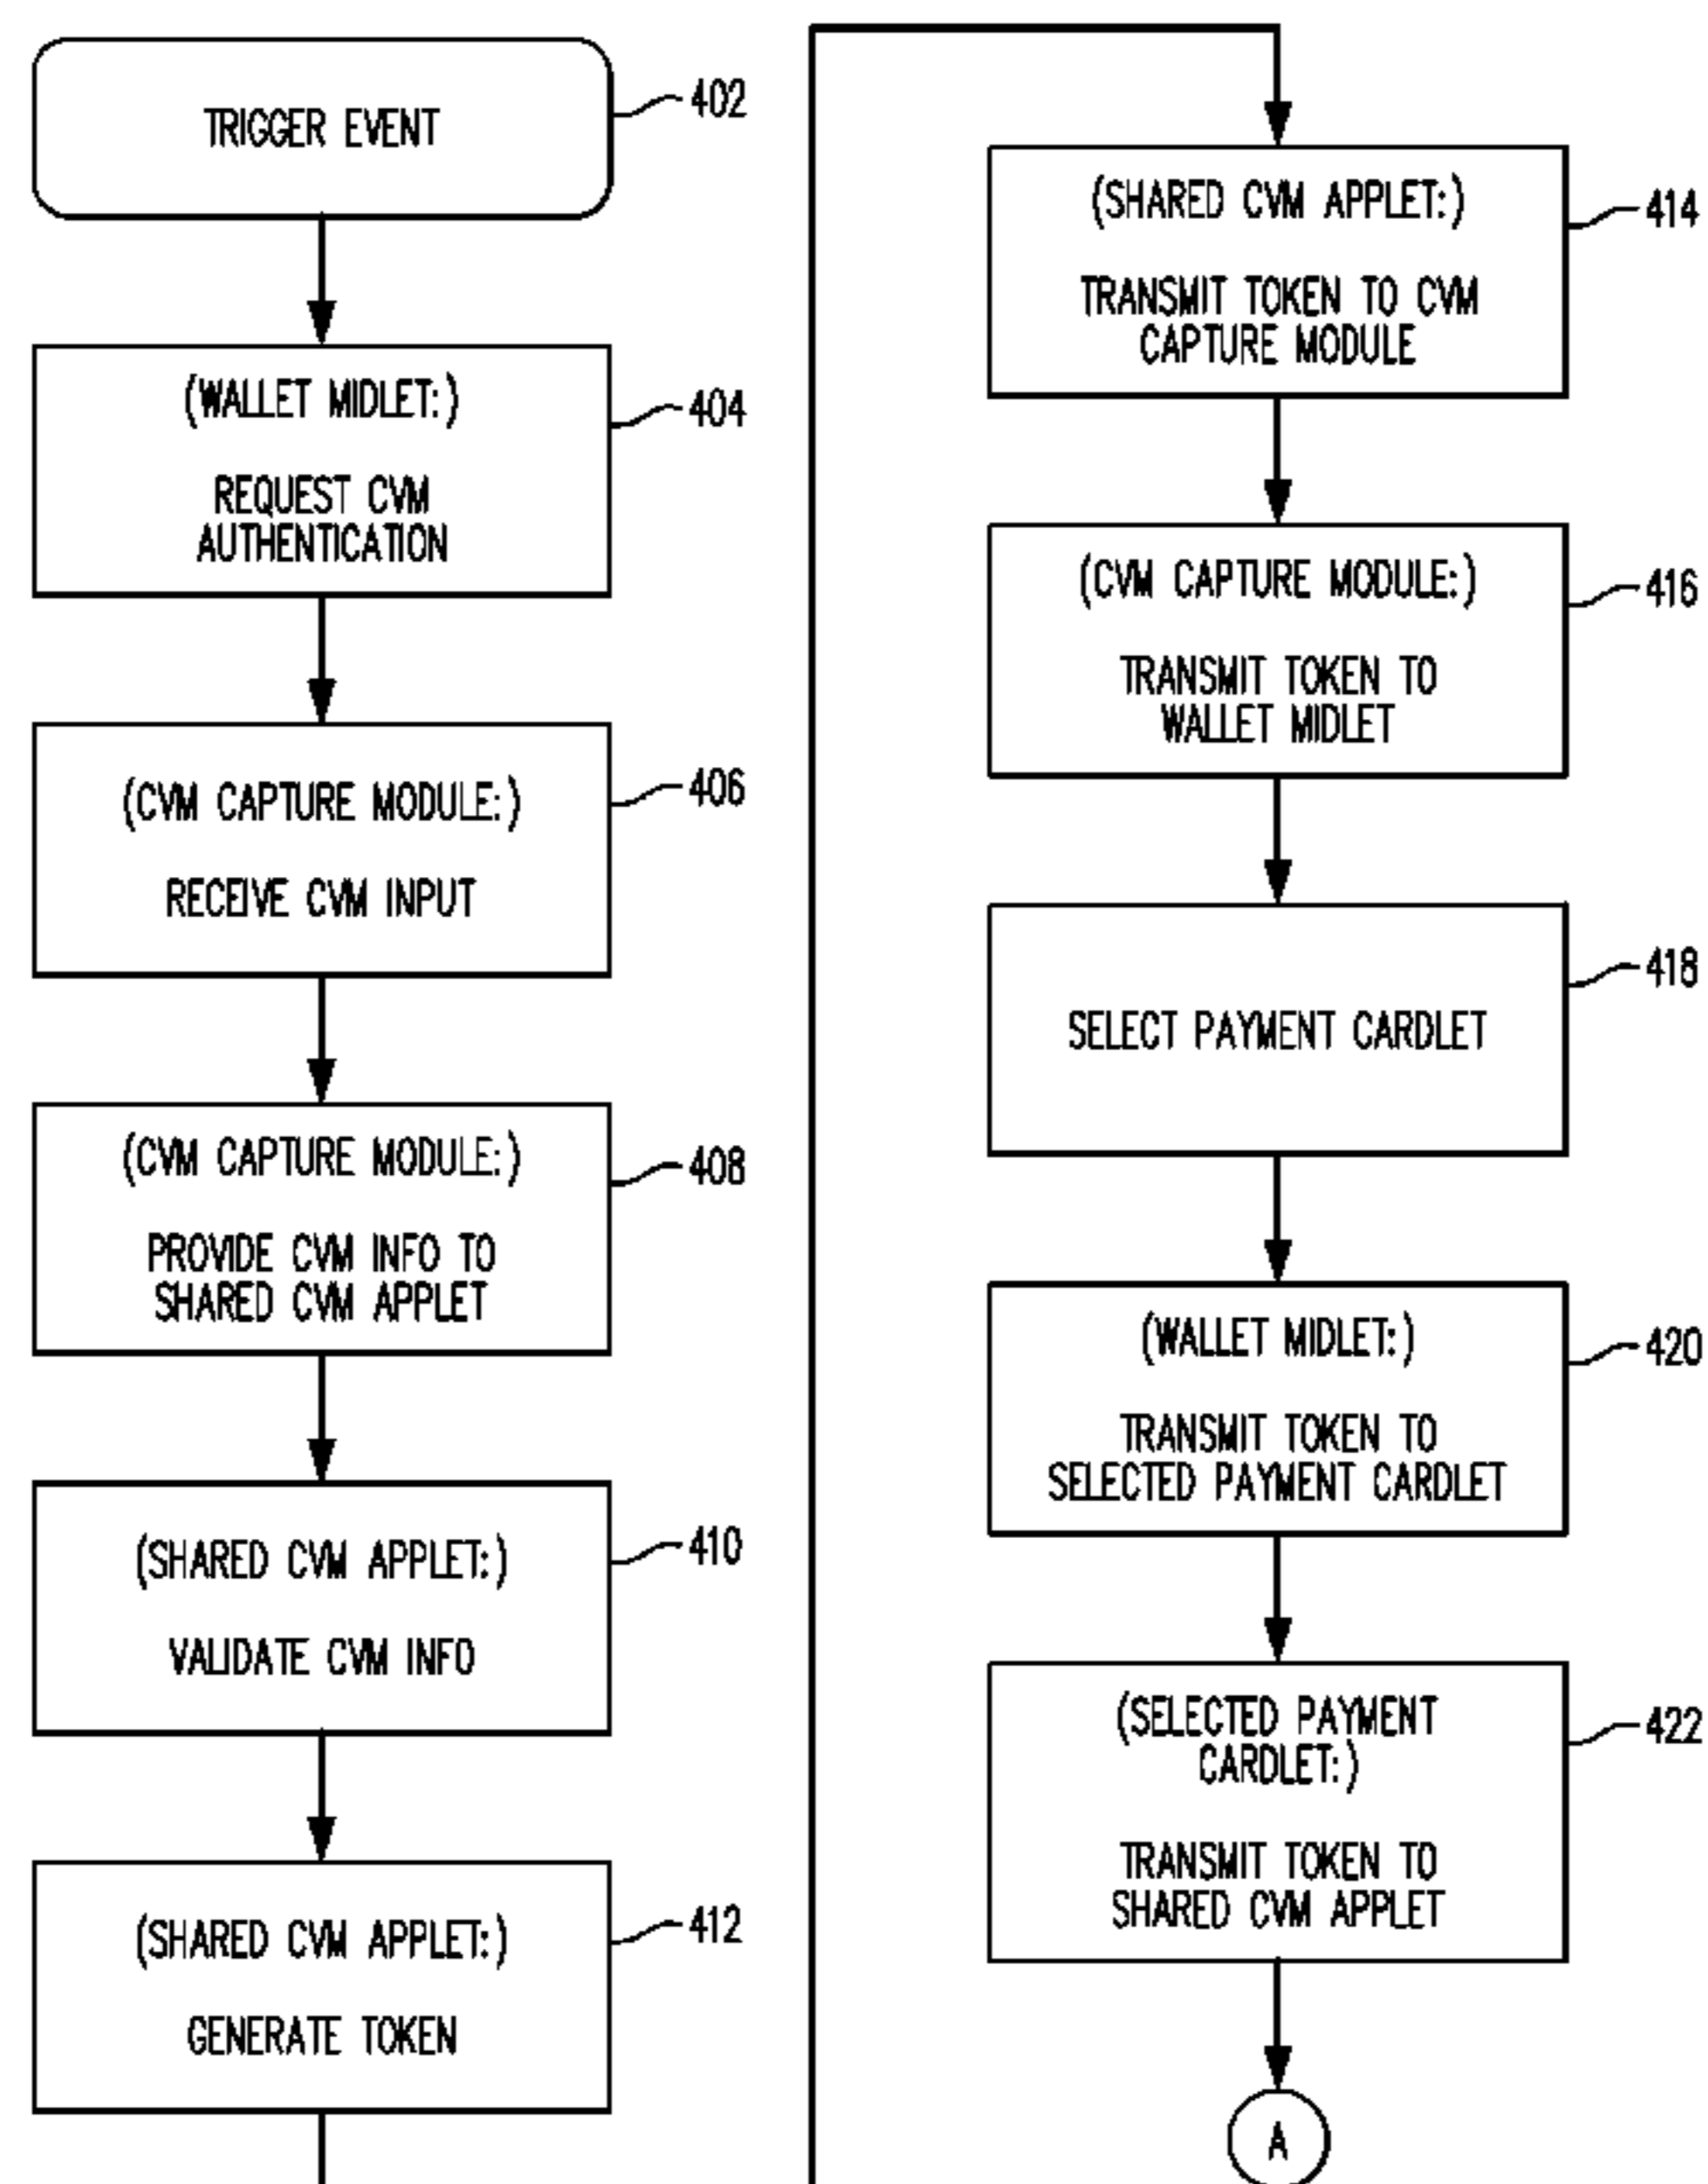 TRIGGER EVENT
402
(WALLET MIDLET:)
REQUEST CVM
AUTHENTICATION
404
(CVM CAPTURE MODULE:)
RECEIVE CVM INPUT
406
(CVM CAPTURE MODULE:)
PROVIDE CVM INFO TO
SHARED CVM APPLET
408
(SHARED CVM APPLET:)
VALIDATE CVM INFO
410
(SHARED CVM APPLET:)
GENERATE TOKEN
412
(SHARED CVM APPLET:)
TRANSMIT TOKEN TO CVM
CAPTURE MODULE
414
(CVM CAPTURE MODULE:)
TRANSMIT TOKEN TO
WALLET MIDLET
416
SELECT PAYMENT CARDLET
418
(WALLET MIDLET:)
TRANSMIT TOKEN TO
SELECTED PAYMENT CARDLET
420
(SELECTED PAYMENT
CARDLET:)
TRANSMIT TOKEN TO
SHARED CVM APPLET
422
A